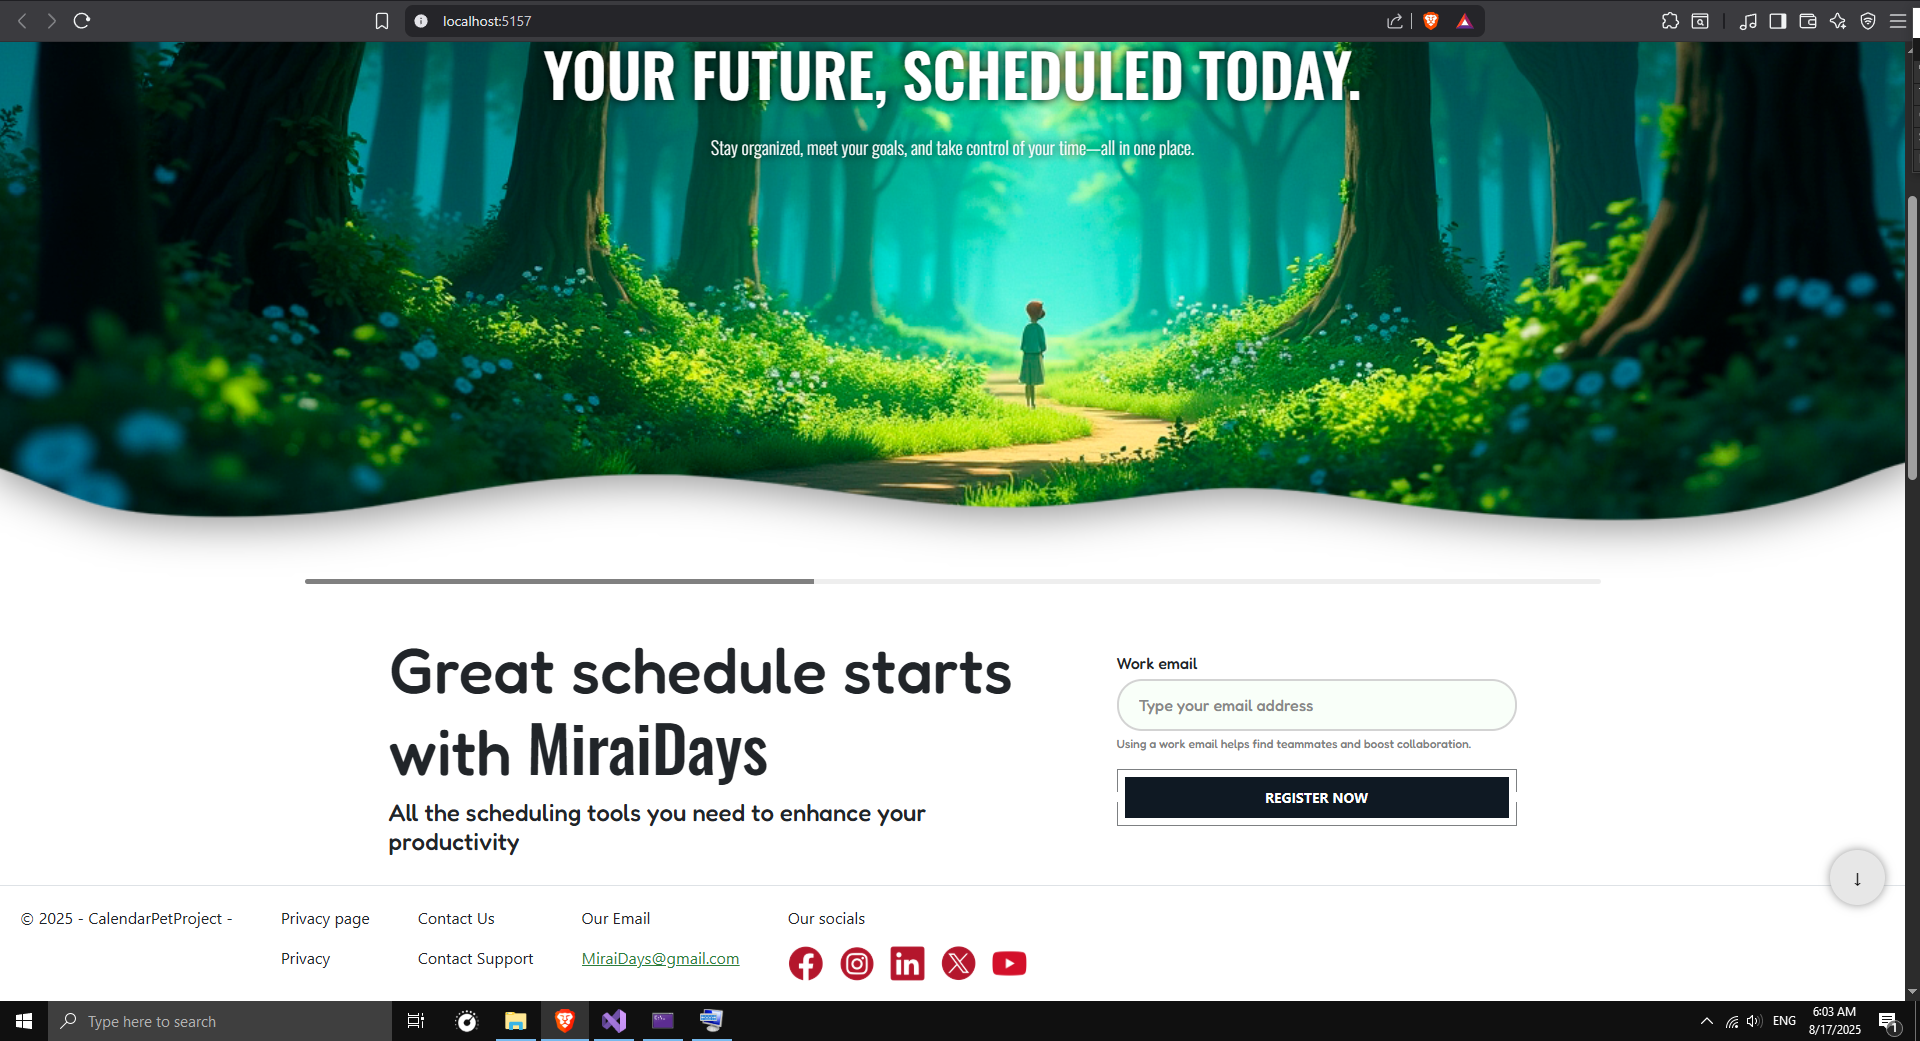 localhost:5157
YOUR FUTURE, SCHEDULED TODAY.
Stay organized, meet your goals, and take control of your time—all in one place.
Great schedule starts
with MiraiDays
All the scheduling tools you need to enhance your
productivity
Work email
Type your email address
Using a work email helps find teammates and boost collaboration.
REGISTER NOW
↓
© 2025 - CalendarPetProject -
Privacy page
Privacy
Contact Us
Contact Support
Our Email
MiraiDays@gmail.com
Our socials
Type here to search
ENG
6:03 AM
8/17/2025
1